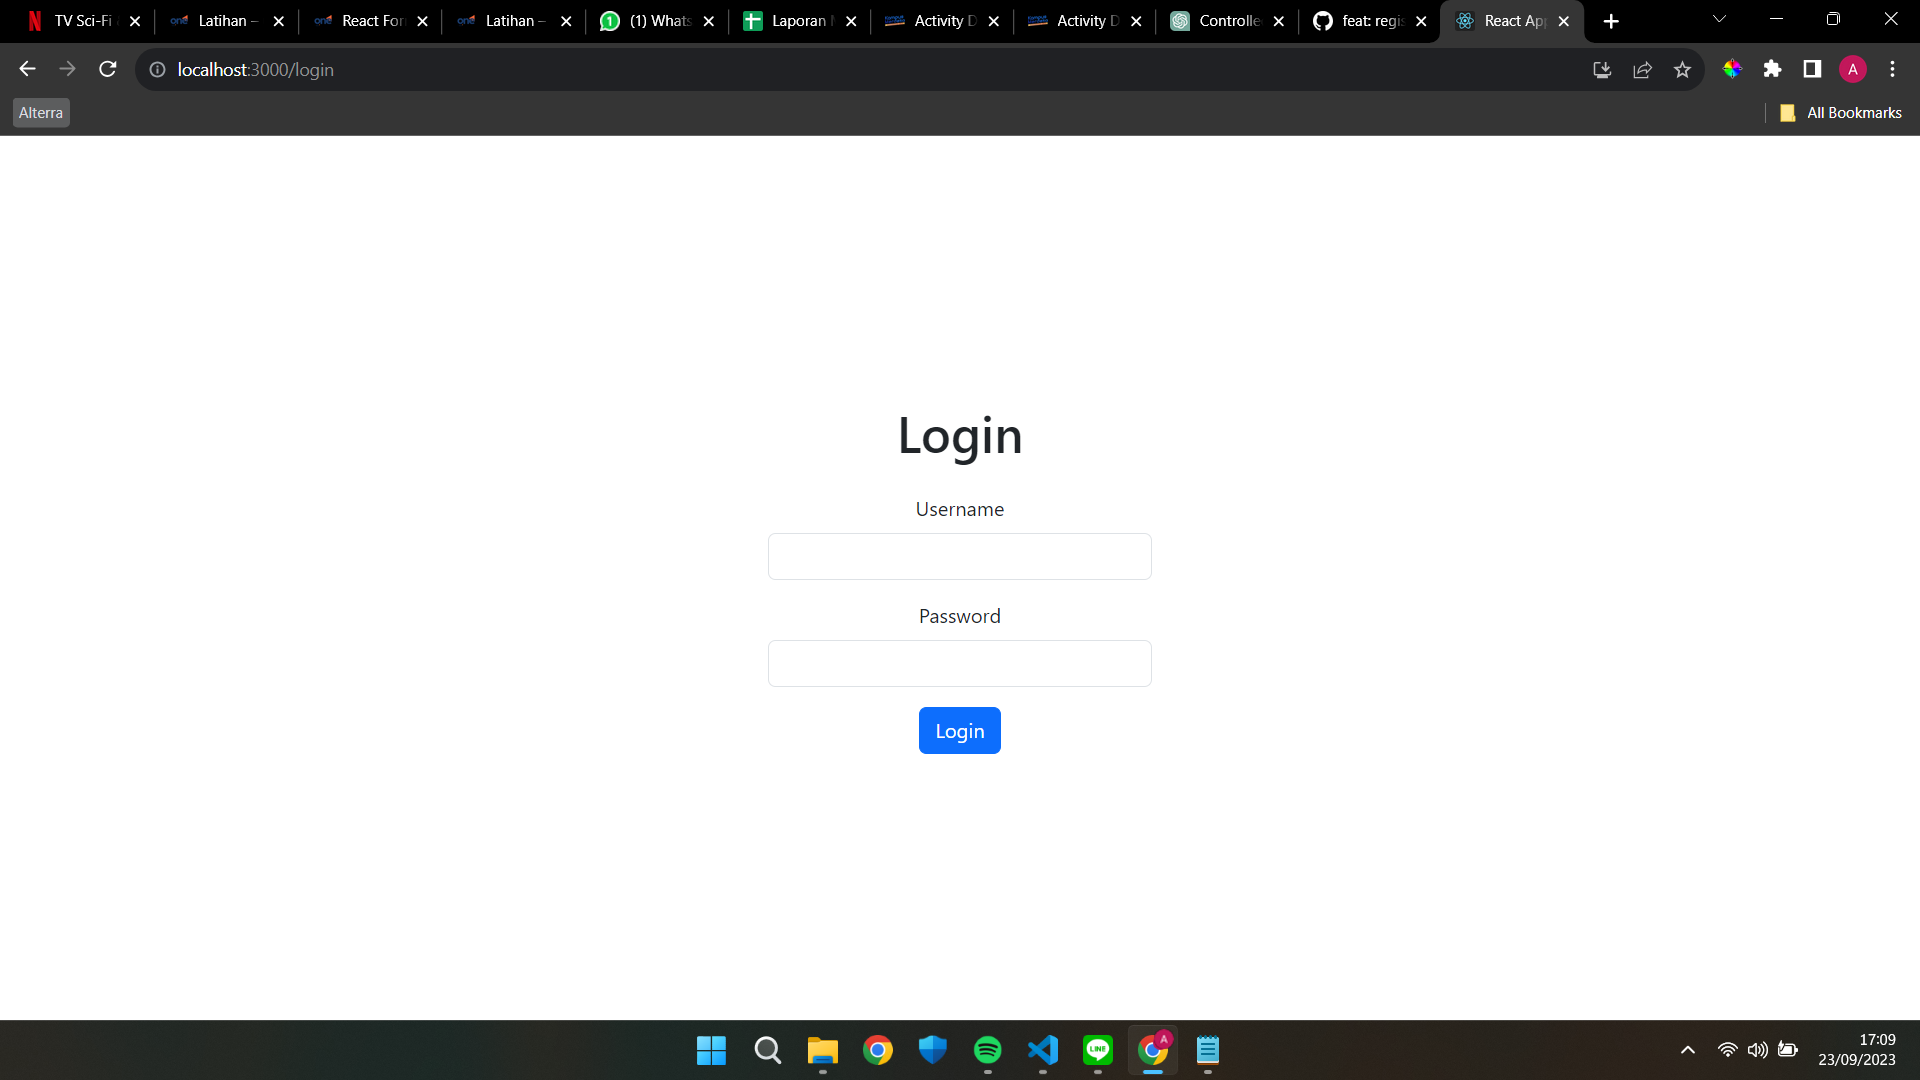 TV Sci-Fi
Latihan –
React For
Latihan –
(1) Whats
Laporan
Activity D
Activity D
Controlle
feat: regis
React Ap
localhost:3000/login
A
Alterra
All Bookmarks
Login
Username
Password
Login
17:09
23/09/2023